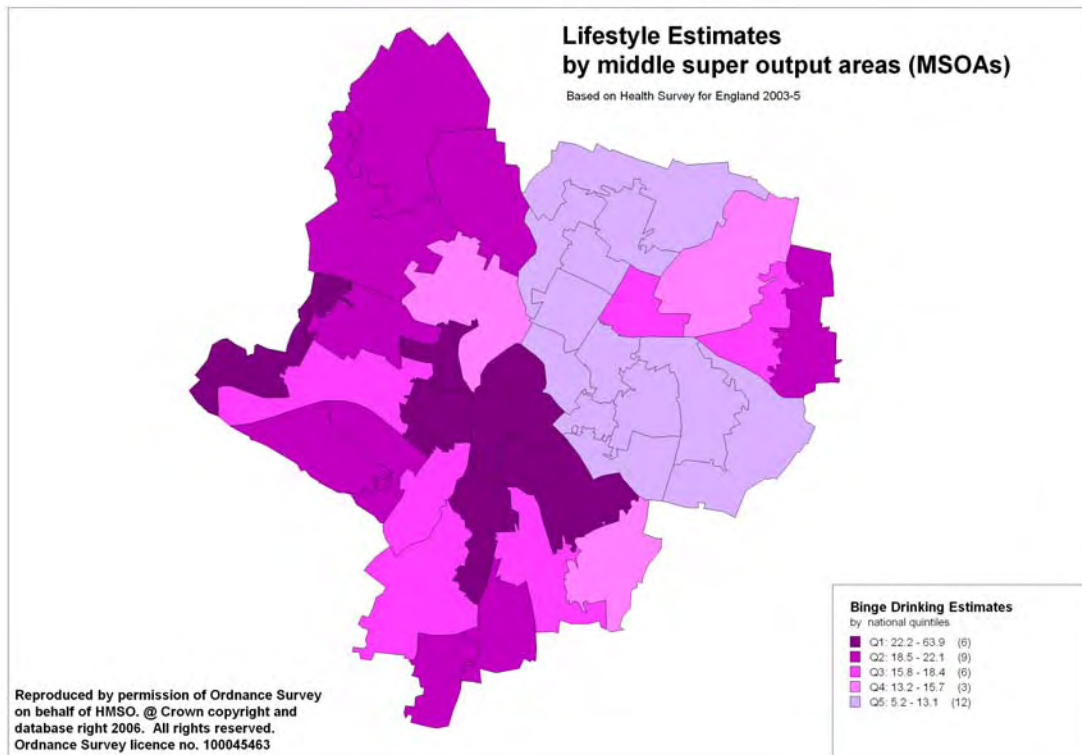 Lifestyle Estimates
by middle super output areas (MSOAs)
Based on Health Survey for England 2003-5
Binge Drinking Estimates
by national quintiles
Q1: 22.2 - 63.9 (6)
Q2: 18.5 - 22.1 (9)
Q3: 15.8 - 18.4 (6)
Q4: 13.2 - 15.7 (3)
Q5: 5.2 - 13.1 (12)
Reproduced by permission of Ordnance Survey
on behalf of HMSO. @ Crown copyright and
database right 2006. All rights reserved.
Ordnance Survey licence no. 100045463